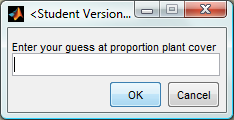 <Student Version...
Enter your guess at proportion plant cover
OK
Cancel